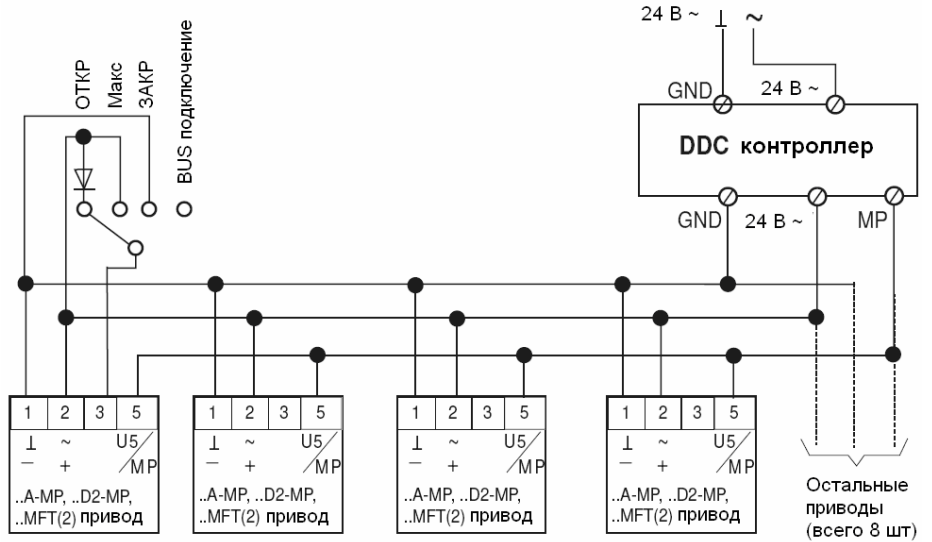 24 В ~ ⊥ ~
ОТКР
Макс
ЗАКР
BUS подключение
GND
24 В ~
DDC контроллер
GND
24 В ~
MP
1 2 3 5
⊥ ~ U5/MP
– +
..A-MP, ..D2-MP,
..MFT(2) привод
1 2 3 5
⊥ ~ U5/MP
– +
..A-MP, ..D2-MP,
..MFT(2) привод
1 2 3 5
⊥ ~ U5/MP
– +
..A-MP, ..D2-MP,
..MFT(2) привод
1 2 3 5
⊥ ~ U5/MP
– +
..A-MP, ..D2-MP,
..MFT(2) привод
Остальные
приводы
(всего 8 шт)